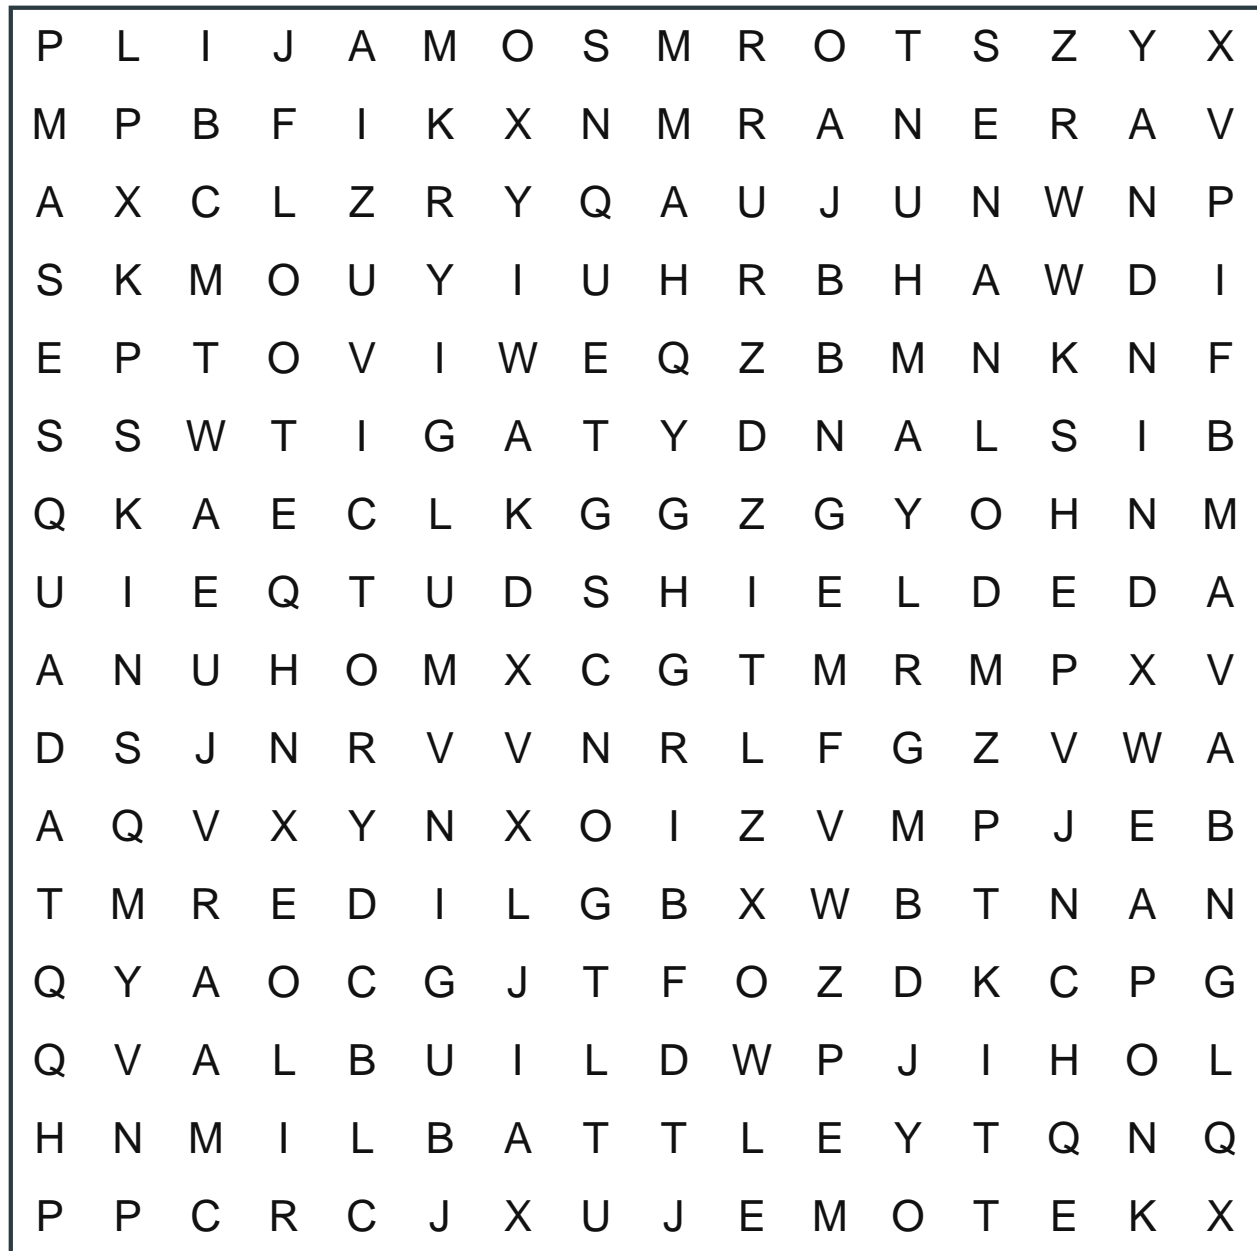 P L I J A M O S M R O T S Z Y X
M P B F I K X N M R A N E R A V
A X C L Z R Y Q A U J U N W N P
S K M O U Y I U H R B H A W D I
E P T O V I W E Q Z B M N K N F
S S W T I G A T Y D N A L S I B
Q K A E C L K G G Z G Y O H N M
U I E Q T U D S H I E L D E D A
A N U H O M X C G T M R M P X V
D S J N R V V N R L F G Z V W A
A Q V X Y N X O I Z V M P J E B
T M R E D I L G B X W B T N A N
Q Y A O C G J T F O Z D K C P G
Q V A L B U I L D W P J I H O L
H N M I L B A T T L E Y T Q N Q
P P C R C J X U J E M O T E K X